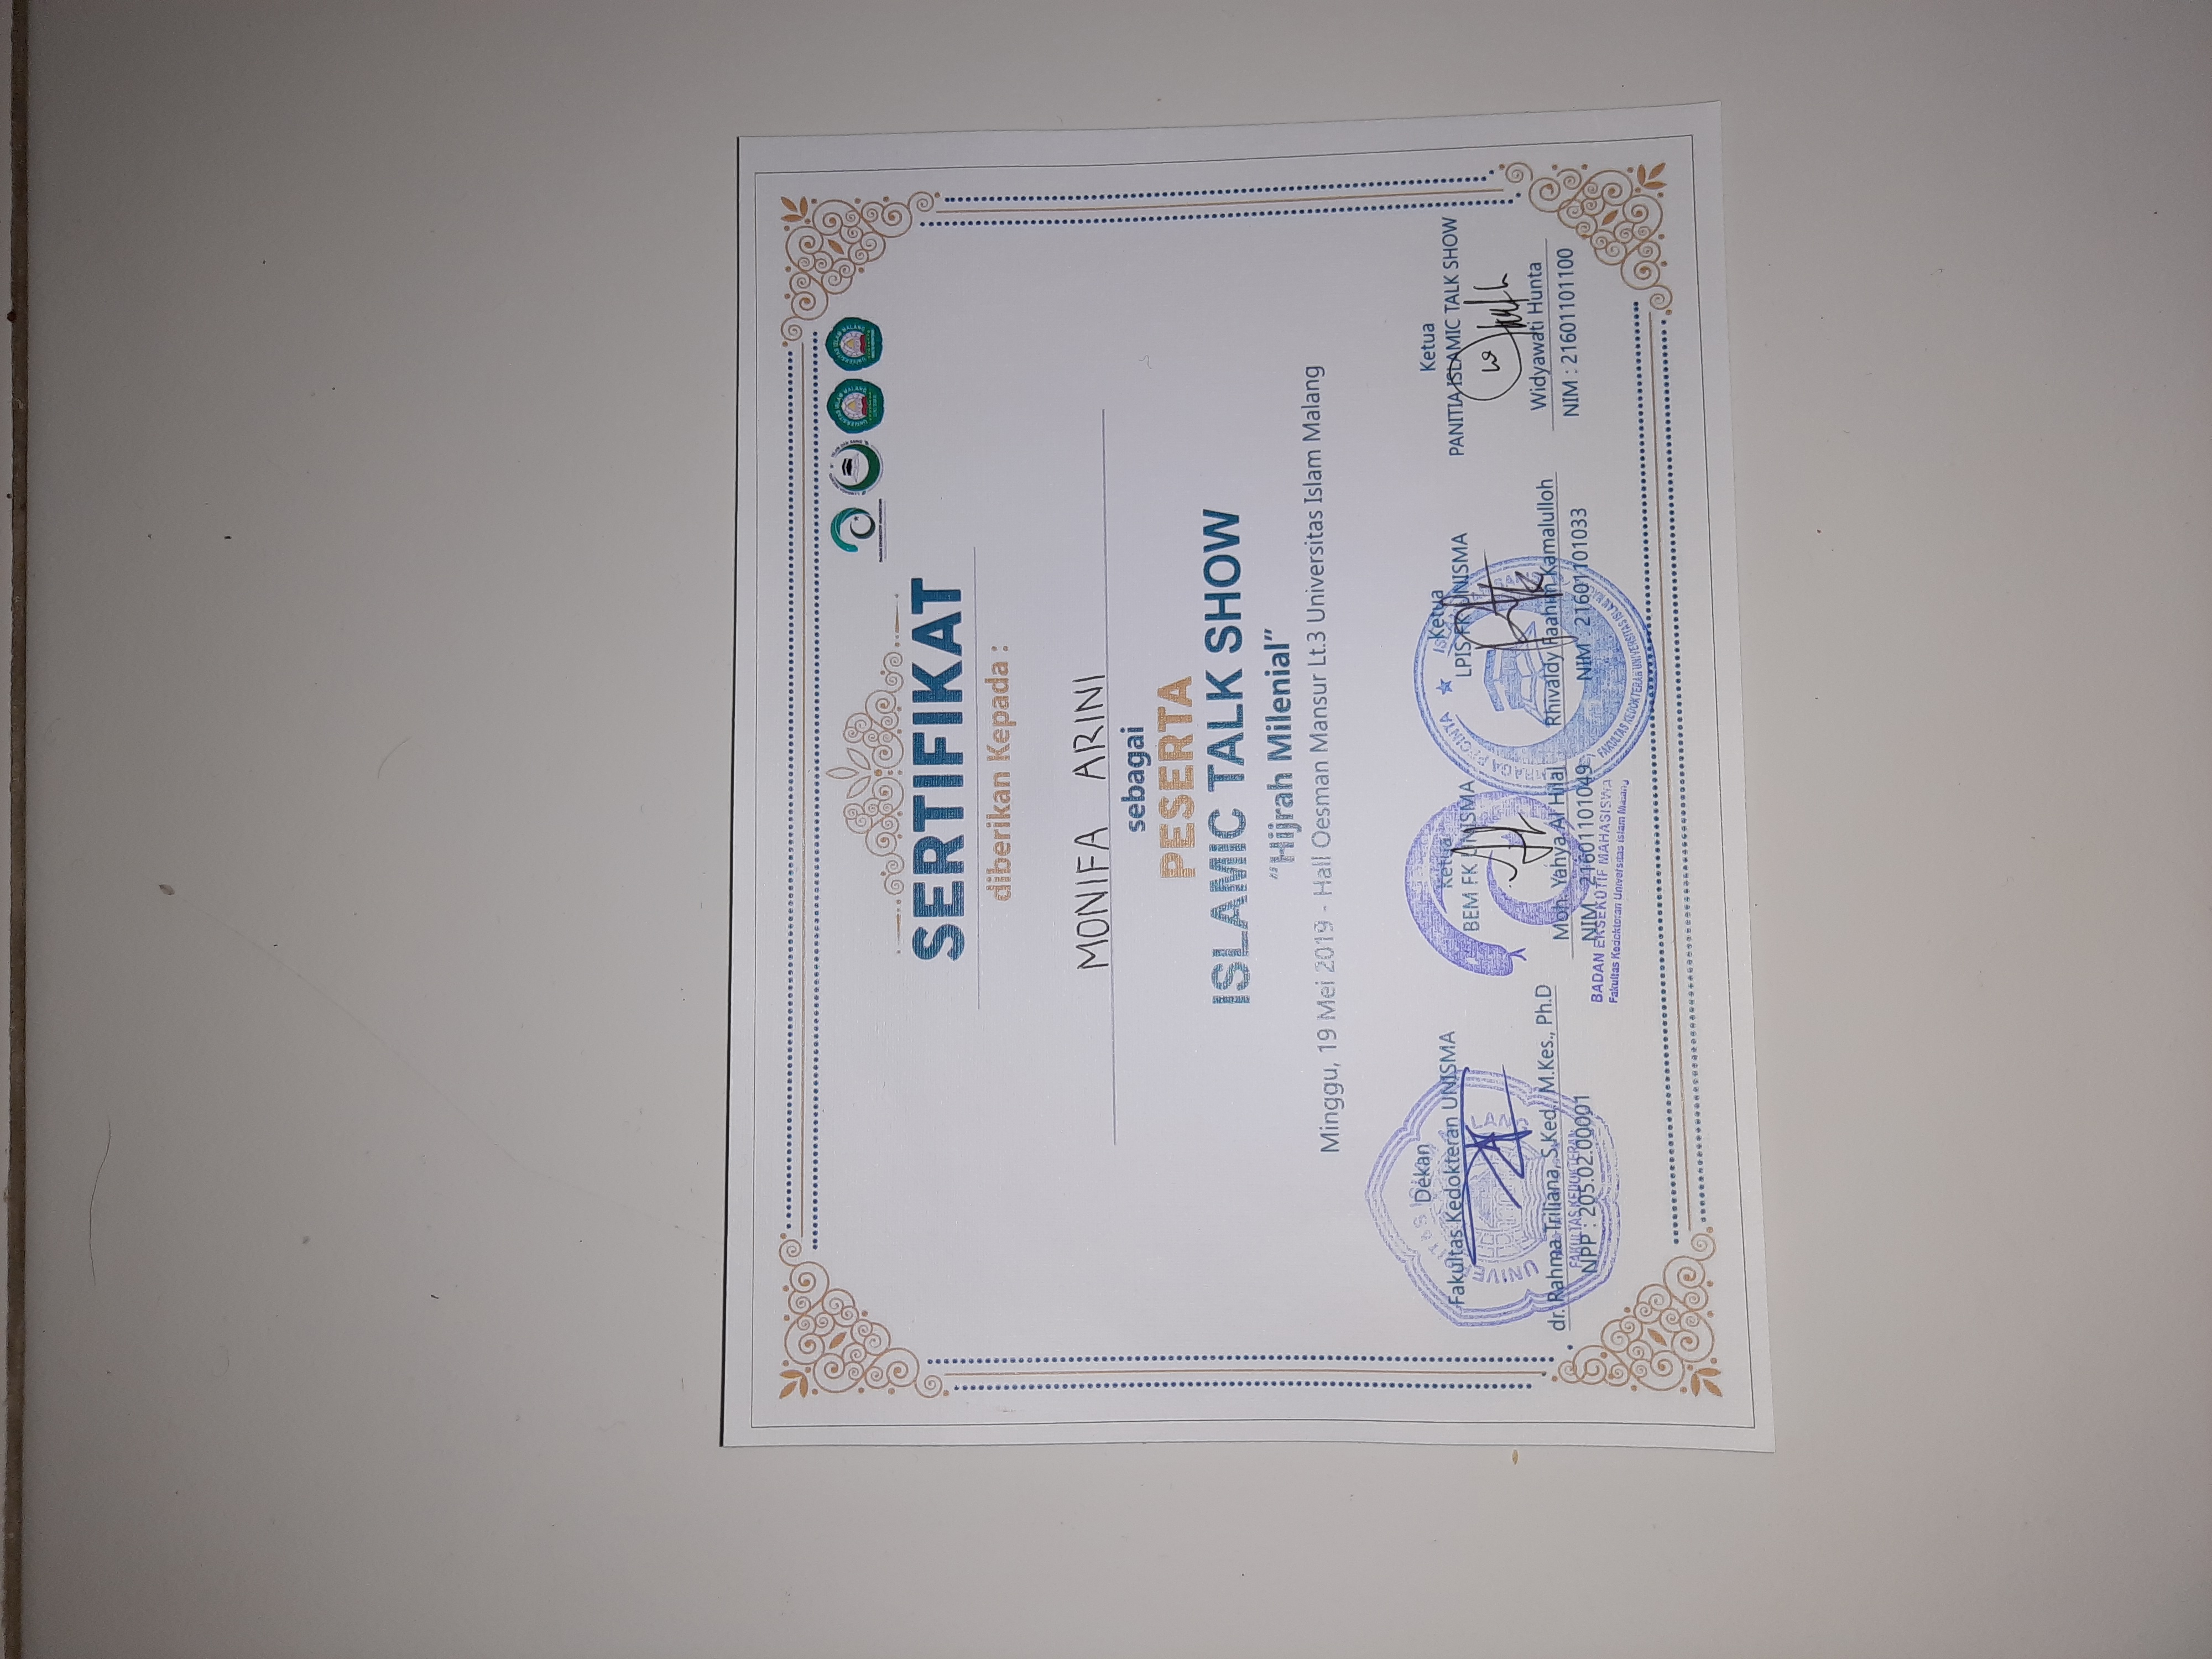 SERTIFIKAT
diberikan Kepada :
MONIFA ARINI
sebagai
PESERTA
ISLAMIC TALK SHOW
“Hijrah Milenial”
Minggu, 19 Mei 2019 - Hall Oesman Mansur Lt.3 Universitas Islam Malang
Dekan
Fakultas Kedokteran UNISMA
dr. Rahma Triliana, S.Ked, M.Kes., Ph.D
NPP : 205.02.00001
FAKULTAS KEDOKTERAN
Ketua
BEM FK UNISMA
Moh. Yahya Al Hilal
NIM : 21601101049
BADAN EKSEKUTIF MAHASISWA
Fakultas Kedokteran Universitas Islam Malang
Ketua
LPIS FK UNISMA
Rhivaldy Faahim Kamalulloh
NIM : 21601101033
FAKULTAS KEDOKTERAN UNIVERSITAS ISLAM
Ketua
PANITIA ISLAMIC TALK SHOW
Widyawati Hunta
NIM : 21601101100